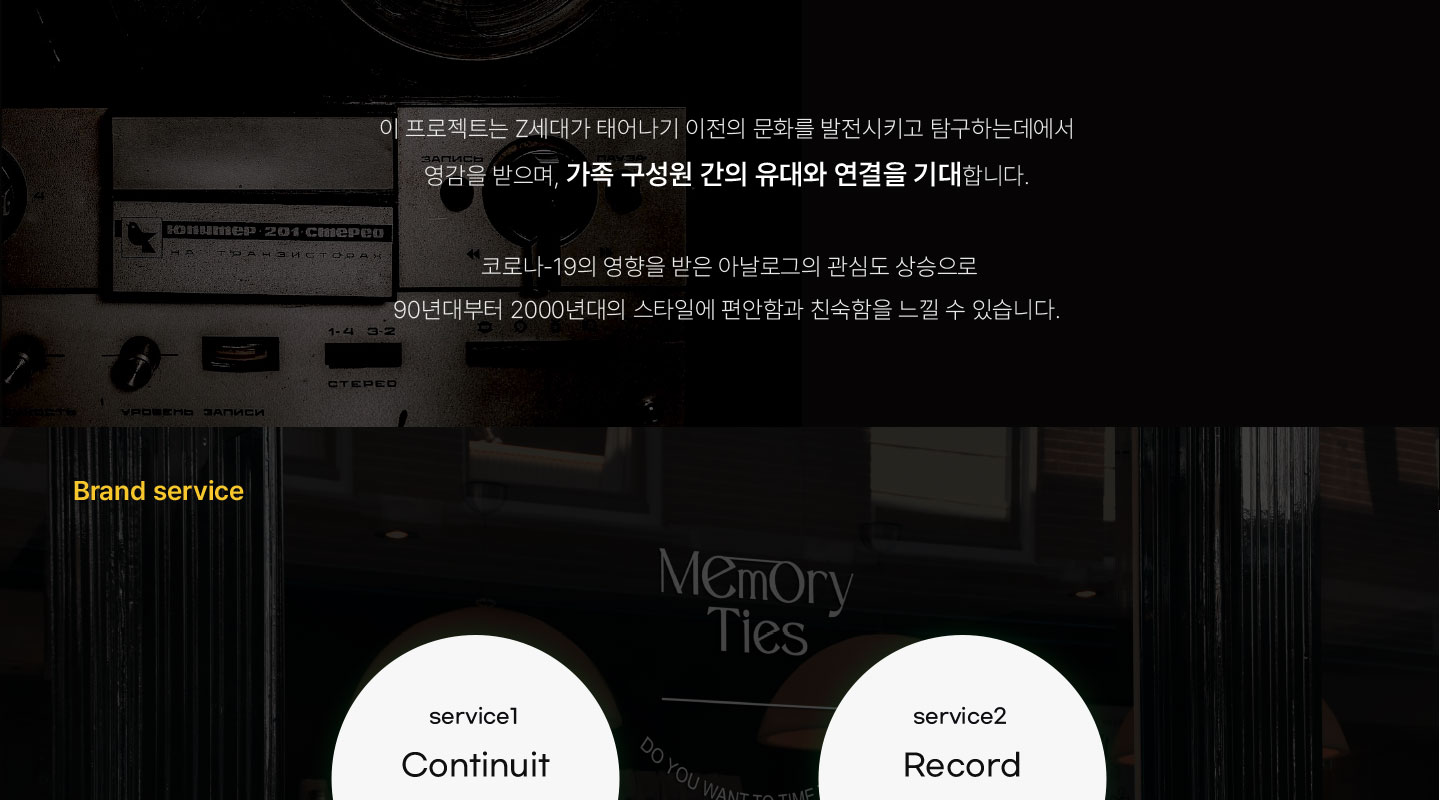 이 프로젝트는 Z세대가 태어나기 이전의 문화를 발전시키고 탐구하는데에서
영감을 받으며, 가족 구성원 간의 유대와 연결을 기대합니다.
코로나-19의 영향을 받은 아날로그의 관심도 상승으로
90년대부터 2000년대의 스타일에 편안함과 친숙함을 느낄 수 있습니다.
ЗАПИСЬ
4
Юпитер-201-стерео
НА ТРАНЗИСТОРАХ
1-4 3-2
СТЕРЕО
УРОВЕНЬ ЗАПИСИ
Brand service
Memory
Ties
service1
Continuit
service2
Record
DO YOU WANT TO TIME